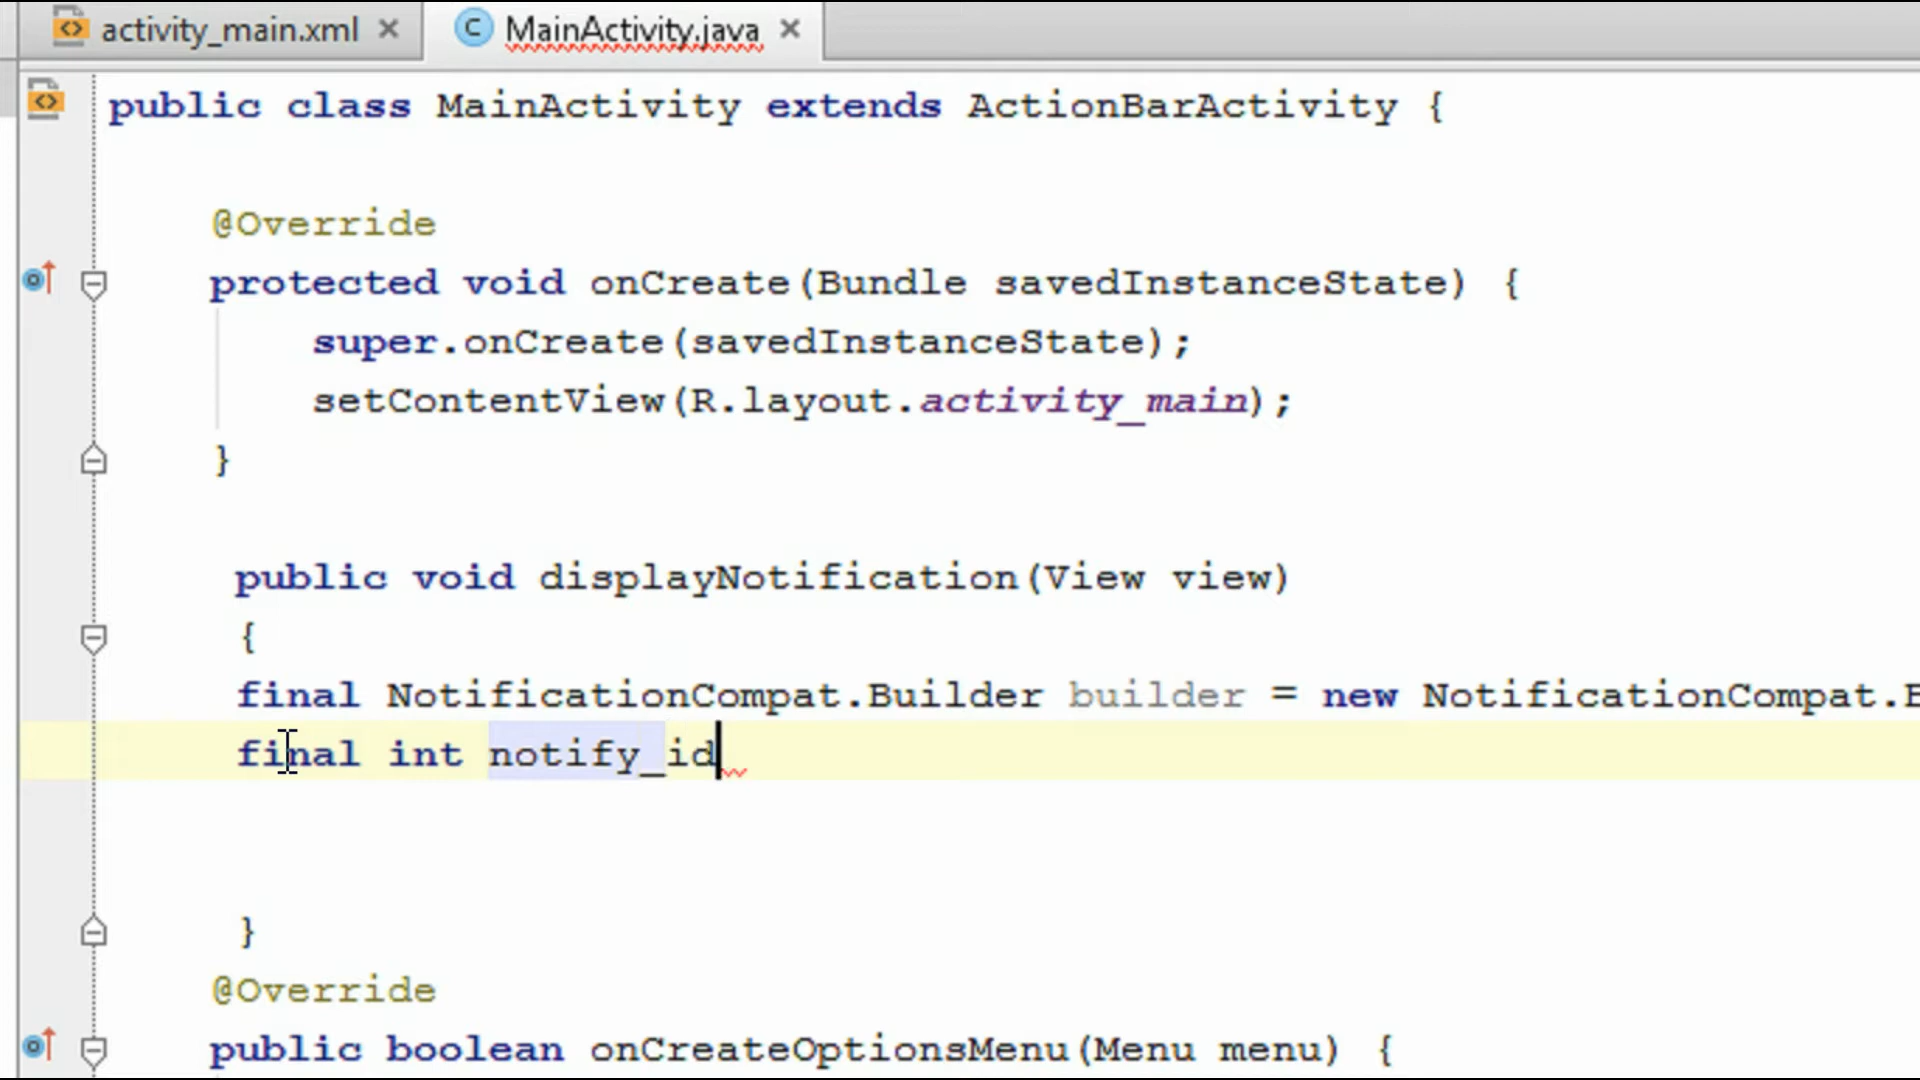 activity_main.xml MainActivity.java
public class MainActivity extends ActionBarActivity {
@Override
protected void onCreate(Bundle savedInstanceState) {
super.onCreate(savedInstanceState);
setContentView(R.layout.activity_main);
}
public void displayNotification(View view)
{
final NotificationCompat.Builder builder = new NotificationCompat.
final int notify_id
}
@Override
public boolean onCreateOptionsMenu(Menu menu) {